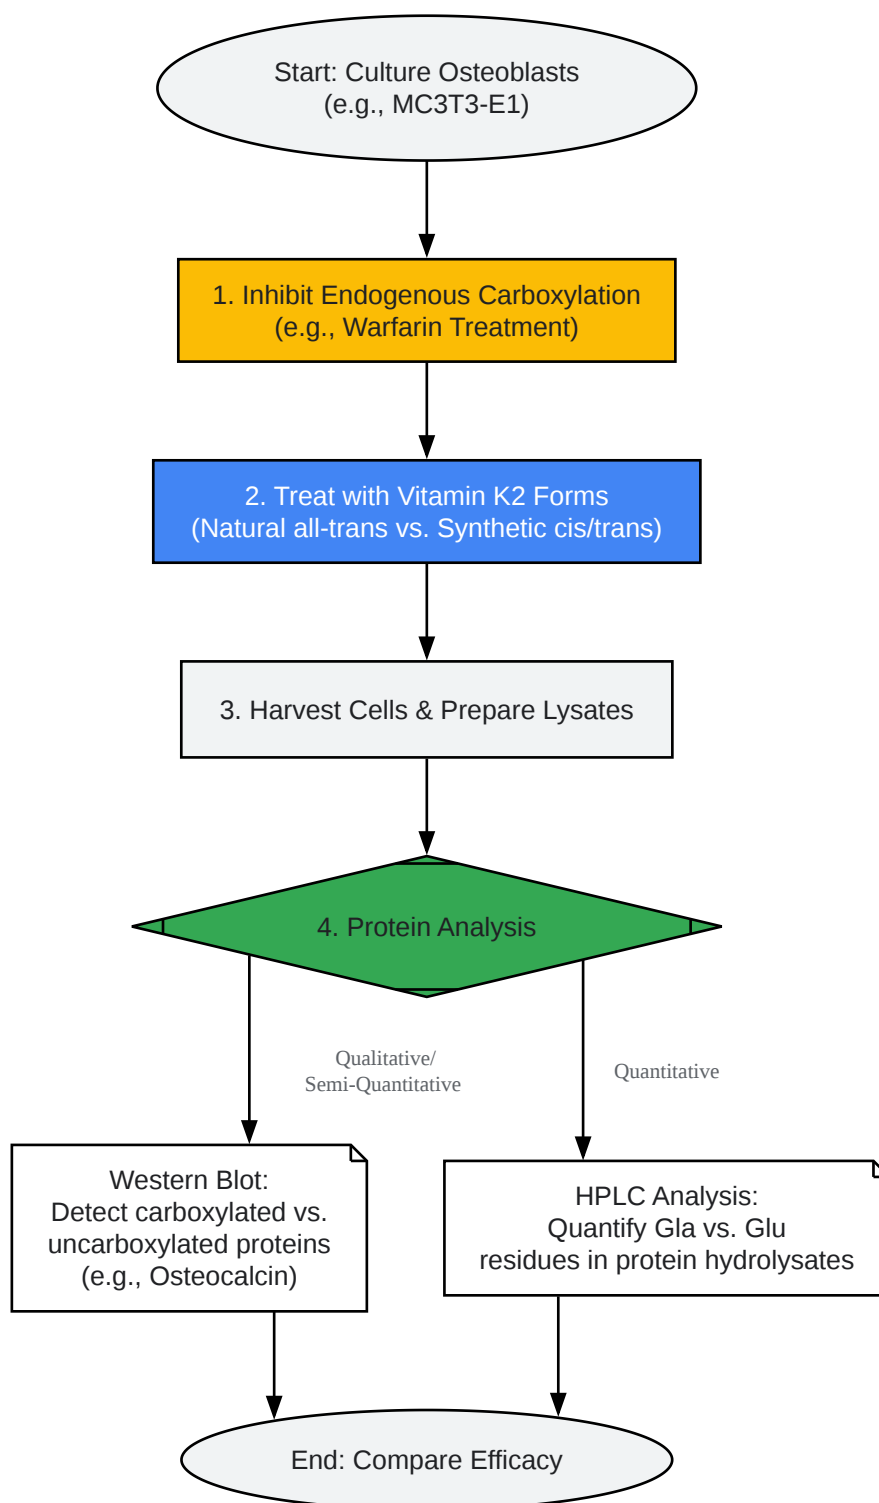 Start: Culture Osteoblasts
(e.g., MC3T3-E1)
1. Inhibit Endogenous Carboxylation
(e.g., Warfarin Treatment)
2. Treat with Vitamin K2 Forms
(Natural all-trans vs. Synthetic cis/trans)
3. Harvest Cells & Prepare Lysates
4. Protein Analysis
Qualitative/
Semi-Quantitative
Quantitative
Western Blot:
Detect carboxylated vs.
uncarboxylated proteins
(e.g., Osteocalcin)
HPLC Analysis:
Quantify Gla vs. Glu
residues in protein hydrolysates
End: Compare Efficacy